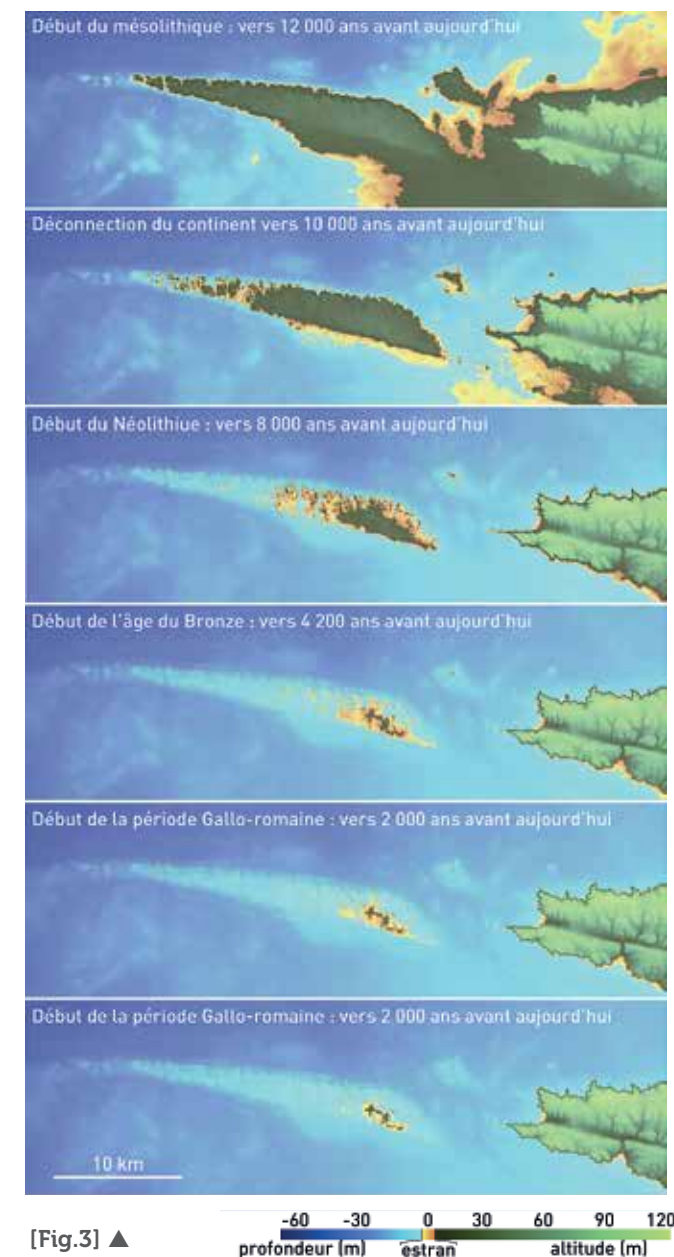 Début du mésolithique : vers 12 000 ans avant aujourd'hui
Déconnection du continent vers 10 000 ans avant aujourd'hui
Début du Néolithiue : vers 8 000 ans avant aujourd'hui
Début de l'âge du Bronze : vers 4 200 ans avant aujourd'hui
Début de la période Gallo-romaine : vers 2 000 ans avant aujourd'hui
Début de la période Gallo-romaine : vers 2 000 ans avant aujourd'hui
10 km
[Fig.3] ▲
-60 -30 0 30 60 90 120
profondeur (m) estran altitude (m)